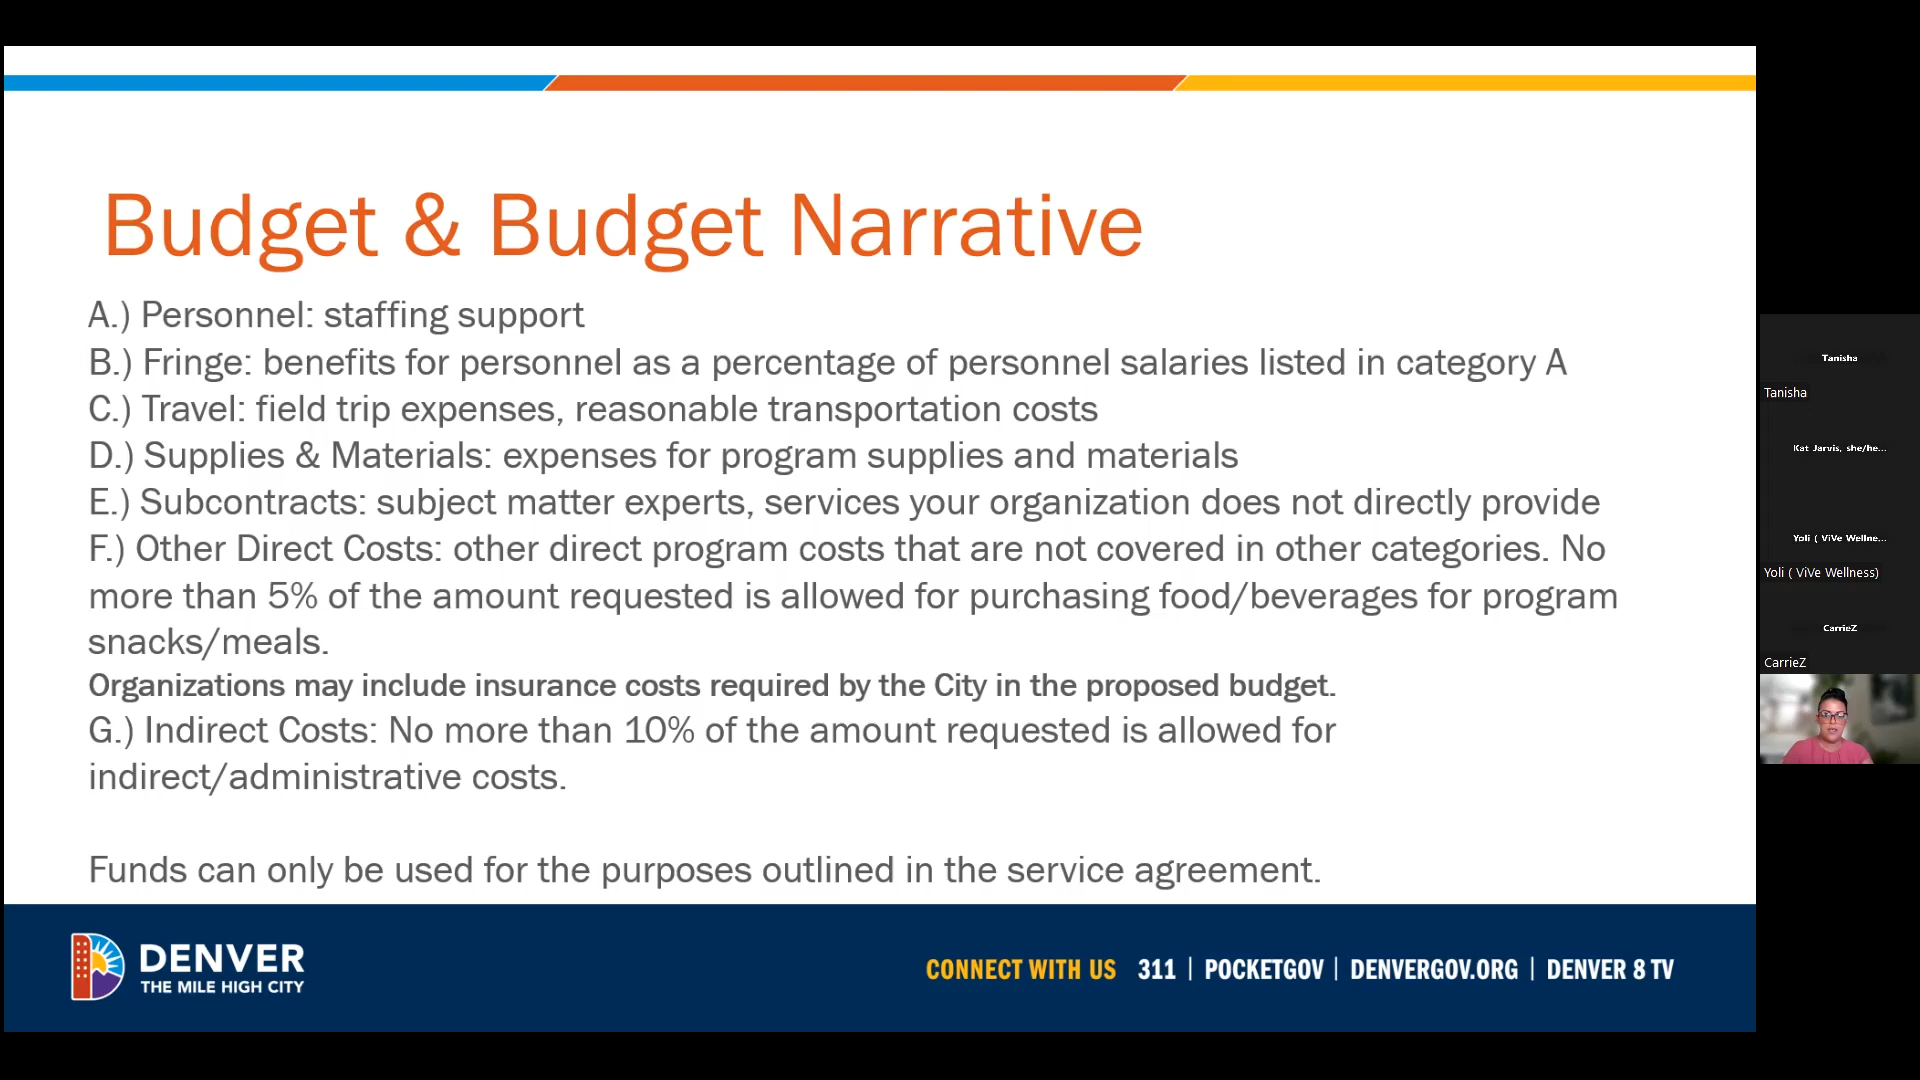 Budget & Budget Narrative
A.) Personnel: staffing support
B.) Fringe: benefits for personnel as a percentage of personnel salaries listed in category A
C.) Travel: field trip expenses, reasonable transportation costs
D.) Supplies & Materials: expenses for program supplies and materials
E.) Subcontracts: subject matter experts, services your organization does not directly provide
F.) Other Direct Costs: other direct program costs that are not covered in other categories. No
more than 5% of the amount requested is allowed for purchasing food/beverages for program
snacks/meals.
Organizations may include insurance costs required by the City in the proposed budget.
G.) Indirect Costs: No more than 10% of the amount requested is allowed for
indirect/administrative costs.
Funds can only be used for the purposes outlined in the service agreement.
DENVER
THE MILE HIGH CITY
CONNECT WITH US 311 | POCKETGOV | DENVERGOV.ORG | DENVER 8 TV
Tanisha
Tanisha
Kat Jarvis, she/he...
Yoli ( ViVe Wellne...
Yoli ( ViVe Wellness)
CarrieZ
CarrieZ